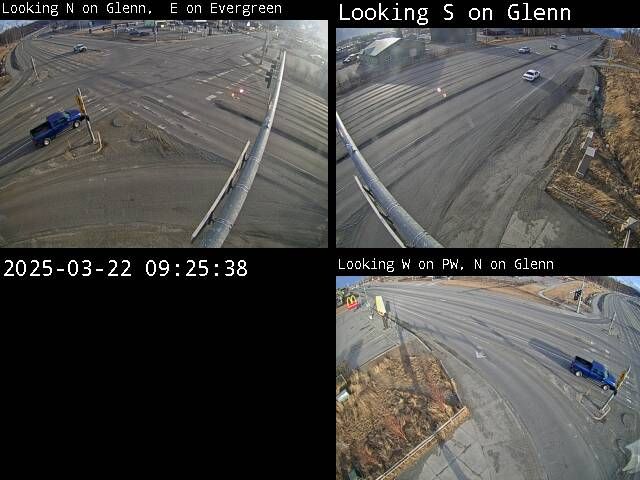 Looking N on Glenn, E on Evergreen
Looking S on Glenn
2025-03-22 09:25:38
Looking W on PW, N on Glenn